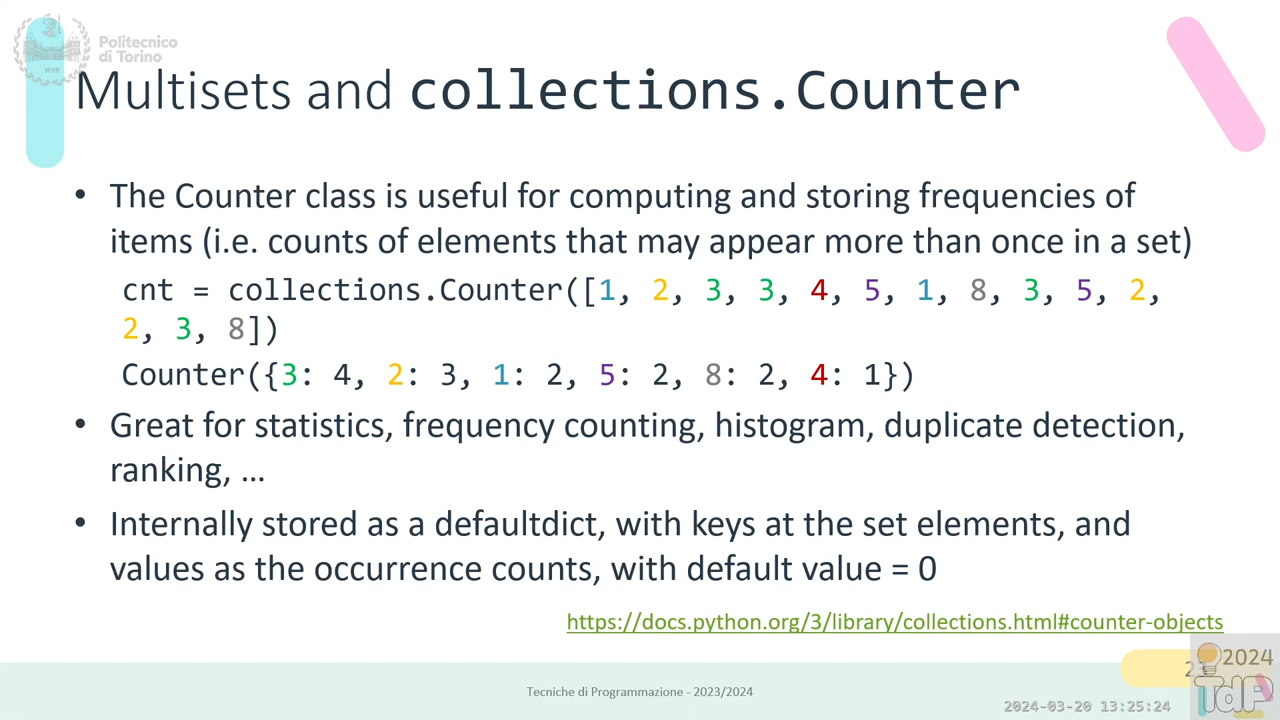 Politecnico
di Torino
1859
Multisets and collections.Counter
• The Counter class is useful for computing and storing frequencies of
items (i.e. counts of elements that may appear more than once in a set)
cnt = collections.Counter([1, 2, 3, 3, 4, 5, 1, 8, 3, 5, 2,
2, 3, 8])
Counter({3: 4, 2: 3, 1: 2, 5: 2, 8: 2, 4: 1})
• Great for statistics, frequency counting, histogram, duplicate detection,
ranking, …
• Internally stored as a defaultdict, with keys at the set elements, and
values as the occurrence counts, with default value = 0
https://docs.python.org/3/library/collections.html#counter-objects
2024
TdP
Tecniche di Programmazione - 2023/2024
2024-03-20 13:25:24